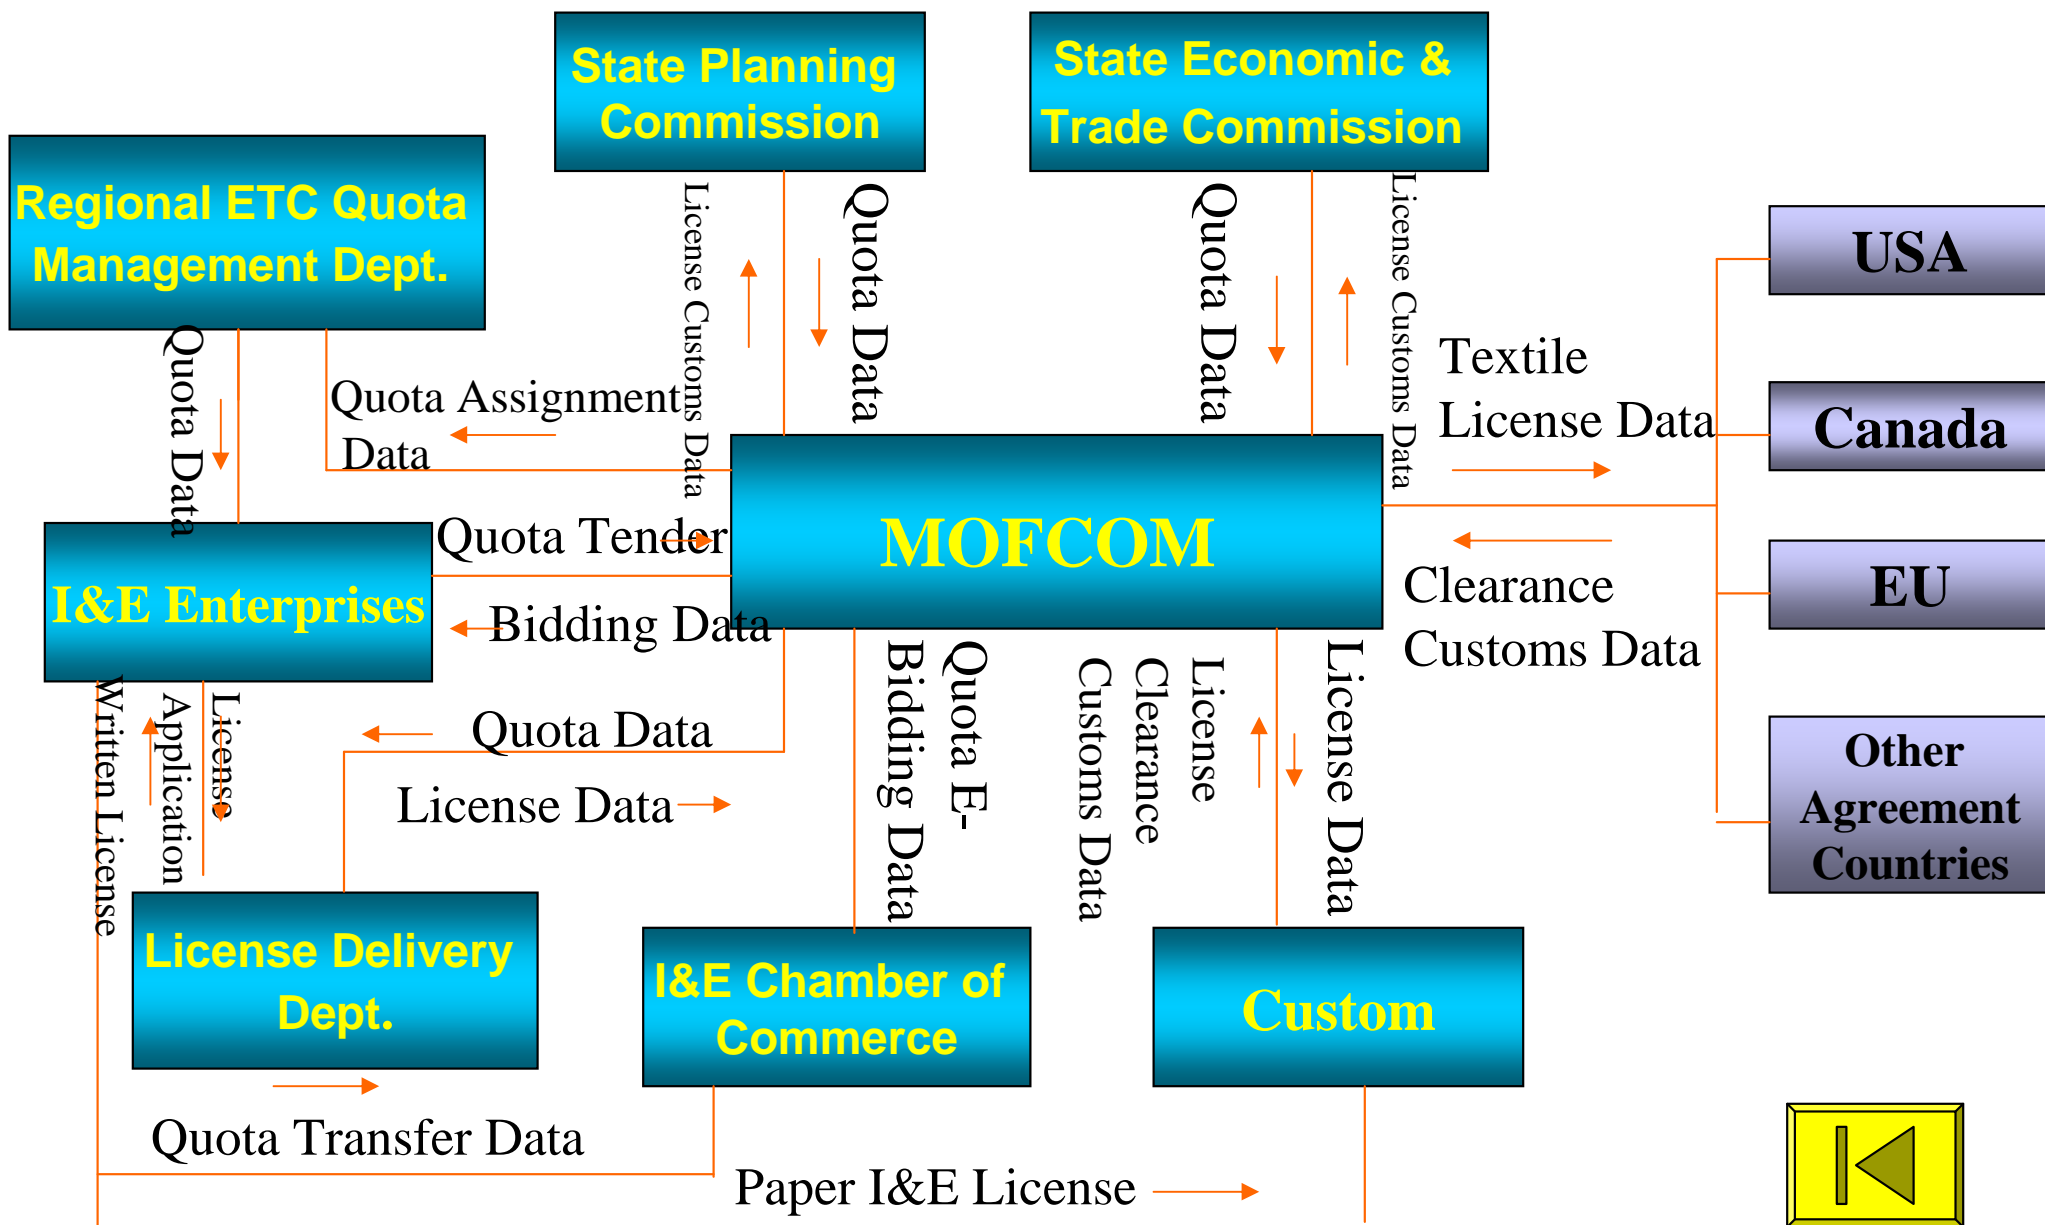 State Planning
Commission
State Economic &
Trade Commission
Regional ETC Quota
Management Dept.
License Customs Data
Quota Data
Quota Data
License Customs Data
USA
Quota Data
Quota Assignment
Data
Textile
License Data
Canada
Quota Tender
MOFCOM
I&E Enterprises
Bidding Data
Clearance
Customs Data
EU
Written License
License
Application
Quota Data
License Data
Quota E-
Bidding Data
License
Clearance
Customs Data
License Data
Other
Agreement
Countries
License Delivery
Dept.
I&E Chamber of
Commerce
Custom
Quota Transfer Data
Paper I&E License